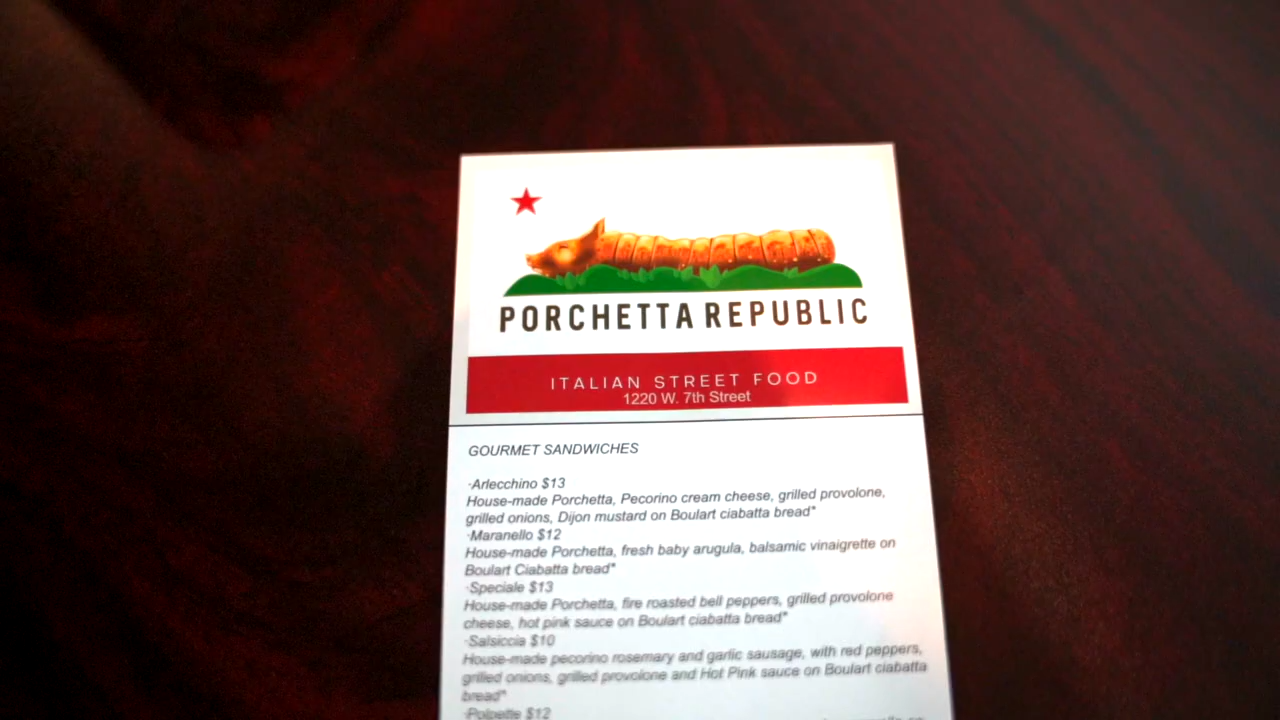 PORCHETTA REPUBLIC
ITALIAN STREET FOOD
1220 W. 7th Street
GOURMET SANDWICHES
·Arlecchino $13
House-made Porchetta, Pecorino cream cheese, grilled provolone,
grilled onions, Dijon mustard on Boulart ciabatta bread*
·Maranello $12
House-made Porchetta, fresh baby arugula, balsamic vinaigrette on
Boulart Ciabatta bread*
·Speciale $13
House-made Porchetta, fire roasted bell peppers, grilled provolone
cheese, hot pink sauce on Boulart ciabatta bread*
·Salsiccia $10
House-made pecorino rosemary and garlic sausage, with red peppers,
grilled onions, grilled provolone and Hot Pink sauce on Boulart ciabatta
bread*
·Polpette $12